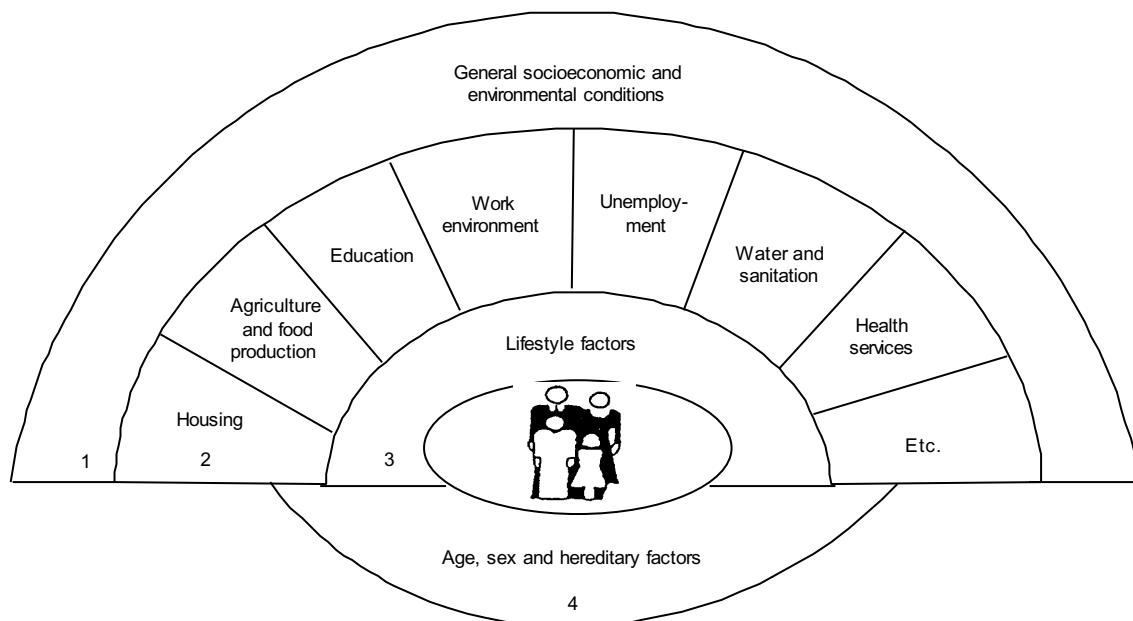 General socioeconomic and
environmental conditions
Work
environment
Unemploy-
ment
Education
Water and
sanitation
Agriculture
and food
production
Health
services
Lifestyle factors
Housing
Etc.
1
2
3
Age, sex and hereditary factors
4